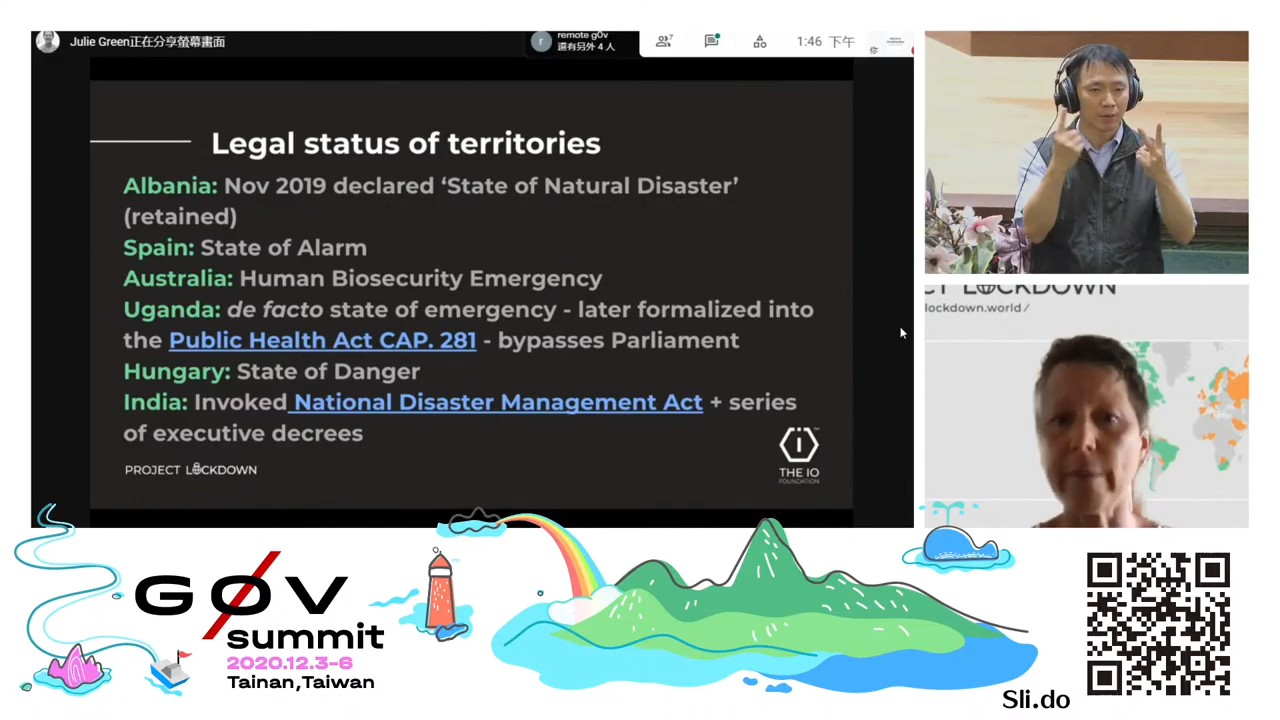 Julie Green正在分享螢幕畫面
r
remote g0v
還有另外 4 人
7
1:46 下午
你
Legal status of territories
Albania: Nov 2019 declared ‘State of Natural Disaster’
(retained)
Spain: State of Alarm
Australia: Human Biosecurity Emergency
Uganda: de facto state of emergency - later formalized into
the Public Health Act CAP. 281 - bypasses Parliament
Hungary: State of Danger
India: Invoked National Disaster Management Act + series
of executive decrees
PROJECT LOCKDOWN
THE IO
FOUNDATION
CT LOCKDOWN
lockdown.world/
G0V
summit
2020.12.3-6
Tainan,Taiwan
Sli.do